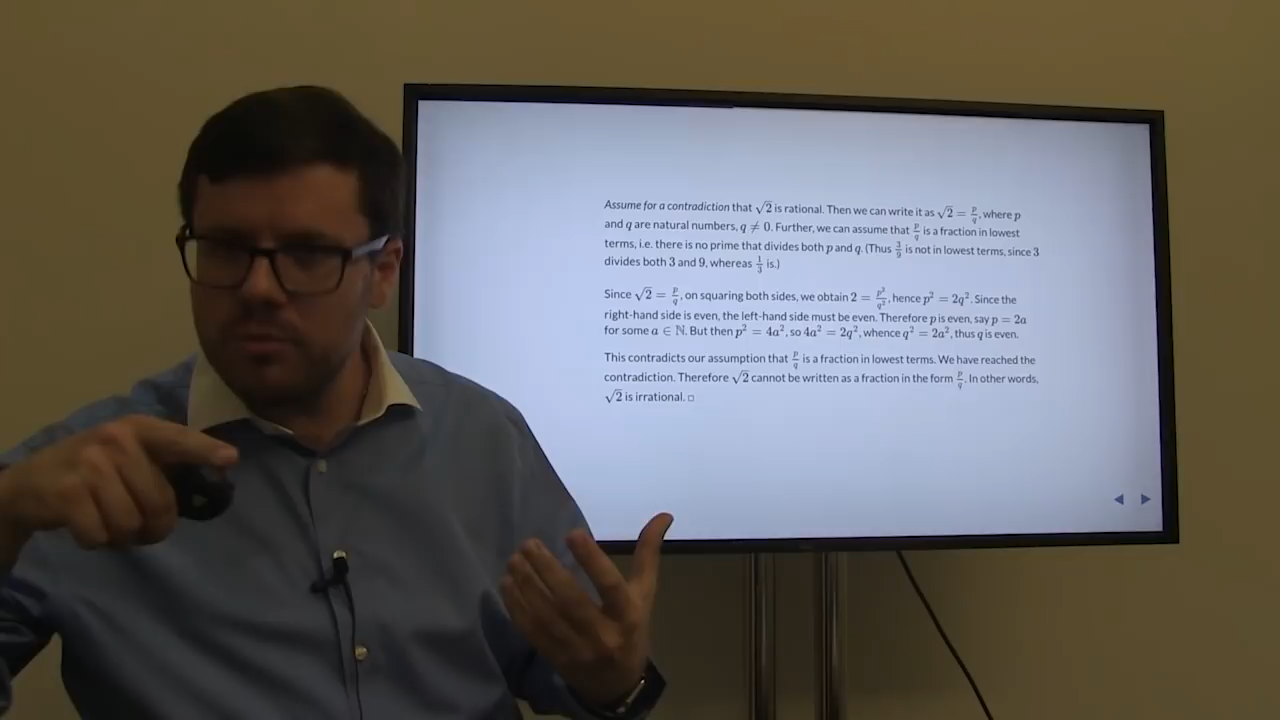 Assume for a contradiction that √2 is rational. Then we can write it as √2 = p/q, where p
and q are natural numbers, q ≠ 0. Further, we can assume that p/q is a fraction in lowest
terms, i.e. there is no prime that divides both p and q. (Thus 3/9 is not in lowest terms, since 3
divides both 3 and 9, whereas 1/3 is.)
Since √2 = p/q, on squaring both sides, we obtain 2 = p²/q², hence p² = 2q². Since the
right-hand side is even, the left-hand side must be even. Therefore p is even, say p = 2a
for some a ∈ ℕ. But then p² = 4a², so 4a² = 2q², whence q² = 2a², thus q is even.
This contradicts our assumption that p/q is a fraction in lowest terms. We have reached the
contradiction. Therefore √2 cannot be written as a fraction in the form p/q. In other words,
√2 is irrational. □